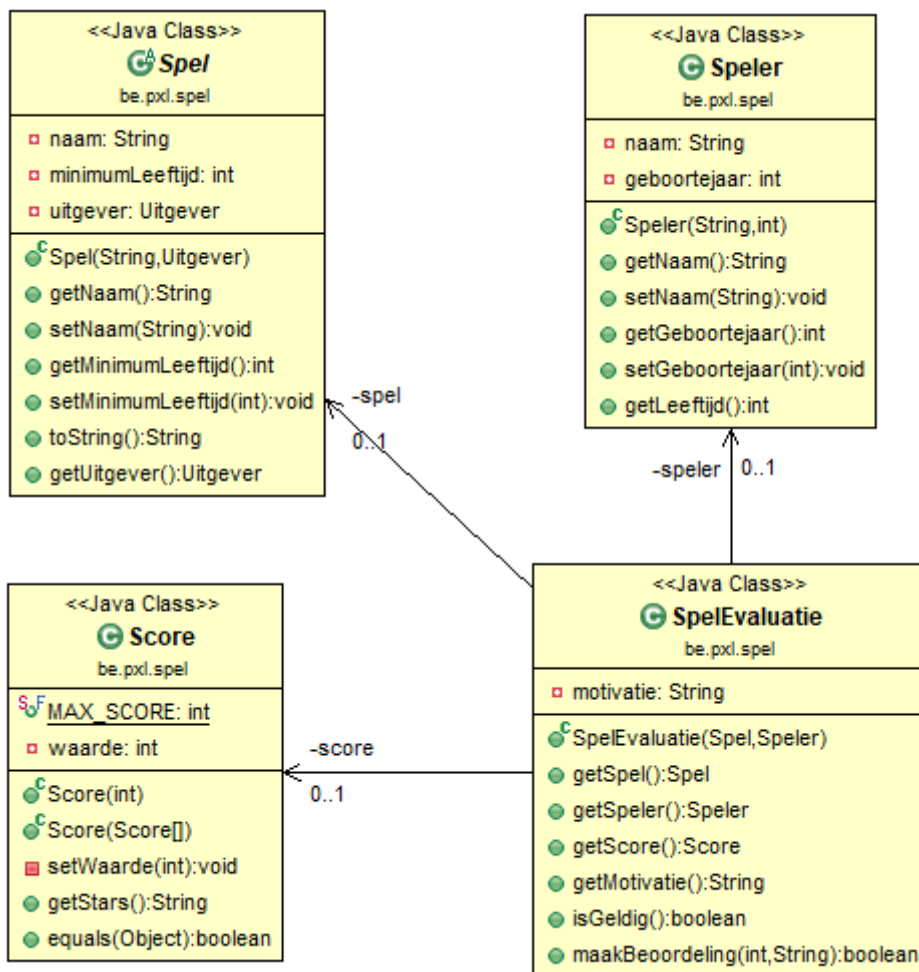 <<Java Class>>
Spel
be.pxl.spel
naam: String
minimumLeeftijd: int
uitgever: Uitgever
Spel(String,Uitgever)
getNaam():String
setNaam(String):void
getMinimumLeeftijd():int
setMinimumLeeftijd(int):void
toString():String
getUitgever():Uitgever
<<Java Class>>
Speler
be.pxl.spel
naam: String
geboortejaar: int
Speler(String,int)
getNaam():String
setNaam(String):void
getGeboortejaar():int
setGeboortejaar(int):void
getLeeftijd():int
-spel
0..1
-speler 0..1
<<Java Class>>
Score
be.pxl.spel
MAX_SCORE: int
waarde: int
Score(int)
Score(Score[])
setWaarde(int):void
getStars():String
equals(Object):boolean
-score
0..1
<<Java Class>>
SpelEvaluatie
be.pxl.spel
motivatie: String
SpelEvaluatie(Spel,Speler)
getSpel():Spel
getSpeler():Speler
getScore():Score
getMotivatie():String
isGeldig():boolean
maakBeoordeling(int,String):boolean